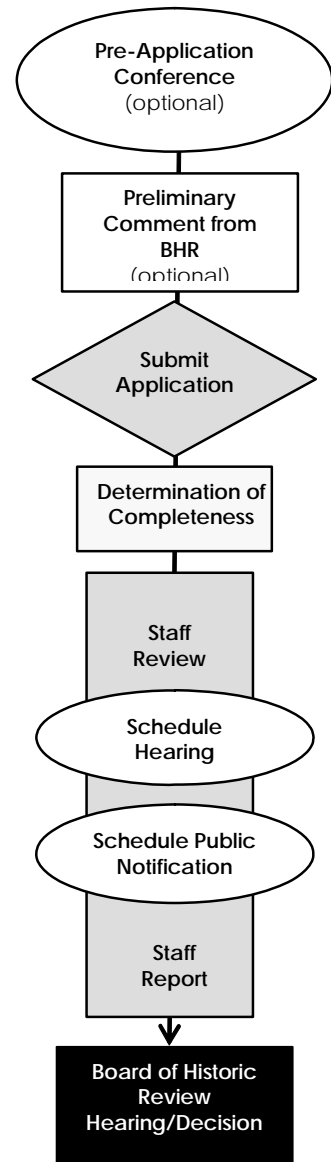 Pre-Application
Conference
(optional)
Preliminary
Comment from
BHR
(optional)
Submit
Application
Determination of
Completeness
Staff
Review
Schedule
Hearing
Schedule Public
Notification
Staff
Report
Board of Historic
Review
Hearing/Decision